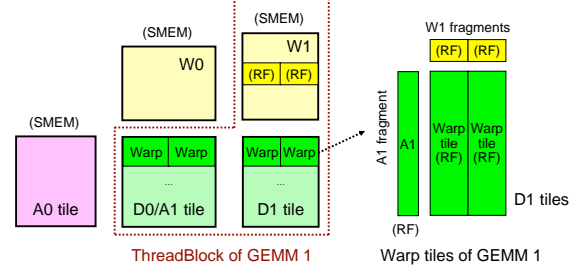 (SMEM)
W0
(SMEM)
W1
(RF) (RF)
W1 fragments
(RF) (RF)
(SMEM)
A0 tile
Warp Warp
...
D0/A1 tile
Warp Warp
...
D1 tile
A1 fragment
A1
(RF)
Warp tile (RF)
Warp tile (RF)
D1 tiles
ThreadBlock of GEMM 1
Warp tiles of GEMM 1